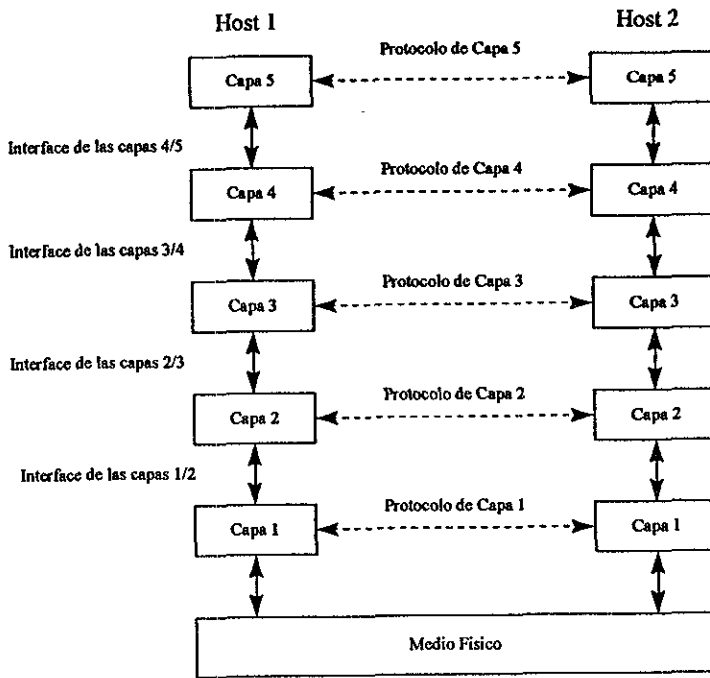 Host 1
Host 2
Protocolo de Capa 5
Capa 5
Capa 5
Interface de las capas 4/5
Protocolo de Capa 4
Capa 4
Capa 4
Interface de las capas 3/4
Protocolo de Capa 3
Capa 3
Capa 3
Interface de las capas 2/3
Protocolo de Capa 2
Capa 2
Capa 2
Interface de las capas 1/2
Protocolo de Capa 1
Capa 1
Capa 1
Medio Físico